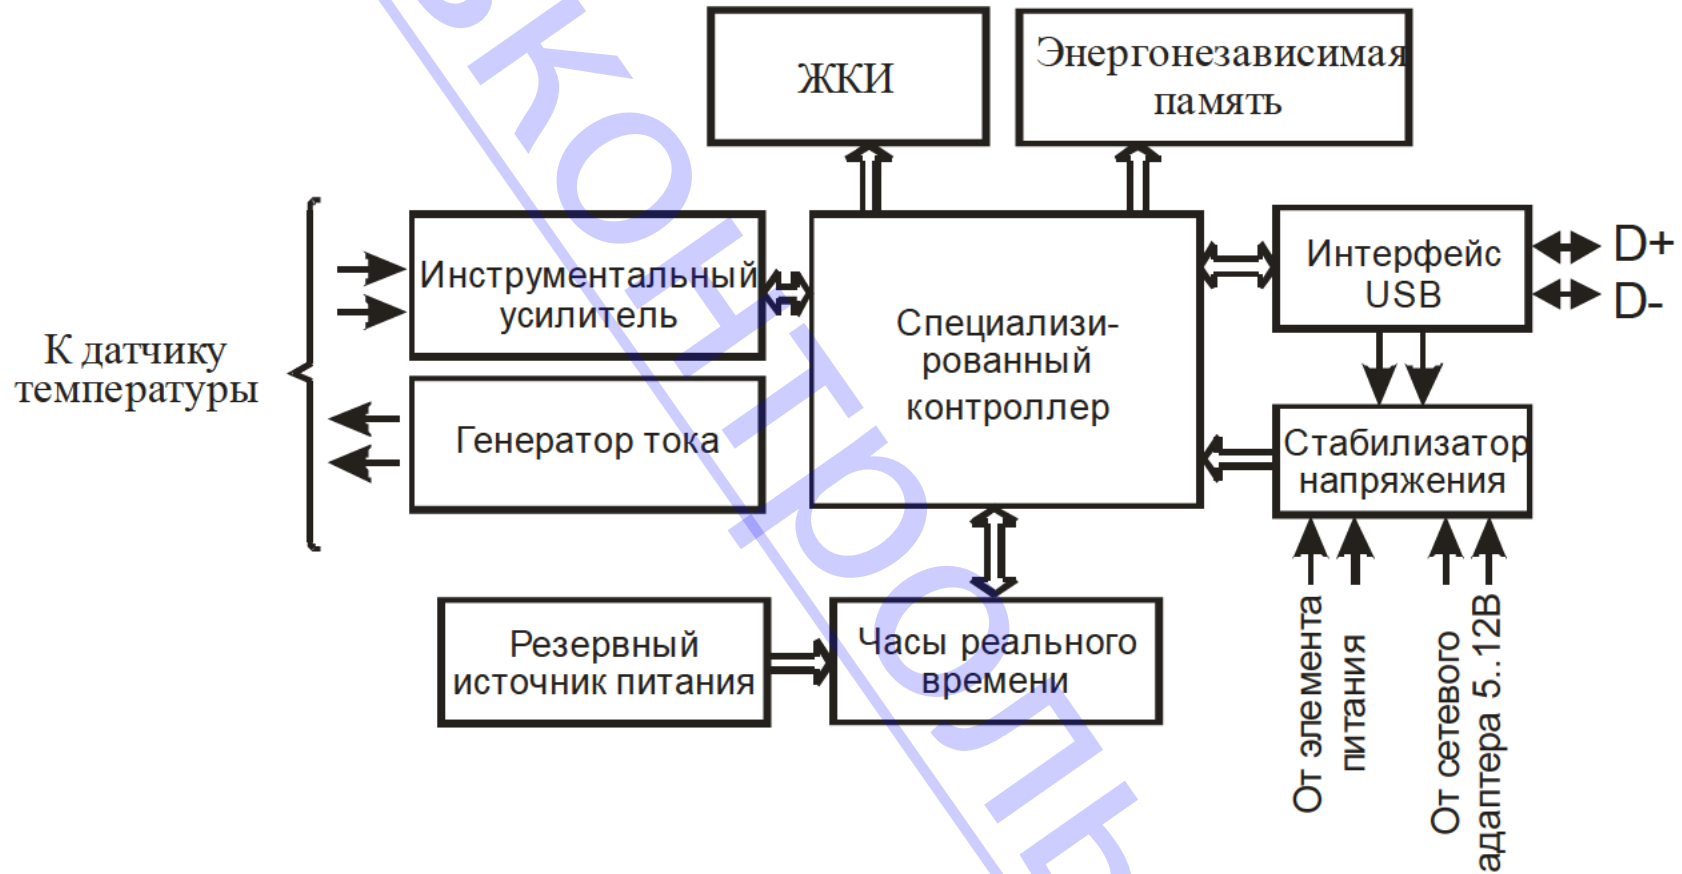 ЖКИ
Энергонезависимая
память
К датчику
температуры
Инструментальный
усилитель
Генератор тока
Специализи-
рованный
контроллер
Интерфейс
USB
D+
D-
Стабилизатор
напряжения
Резервный
источник питания
Часы реального
времени
От элемента
питания
От сетевого
адаптера 5..12В
контроль